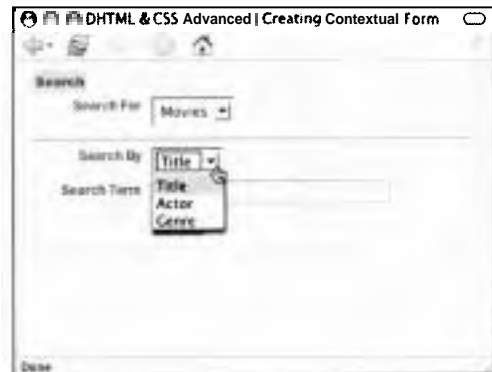 DHTML & CSS Advanced | Creating Contextual Form
Search
Search For Movies
Search By Title
Search Term
Title
Actor
Genre
Done